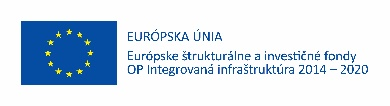 EURÓPSKA ÚNIA
Európske štrukturálne a investičné fondy
OP Integrovaná infraštruktúra 2014 – 2020